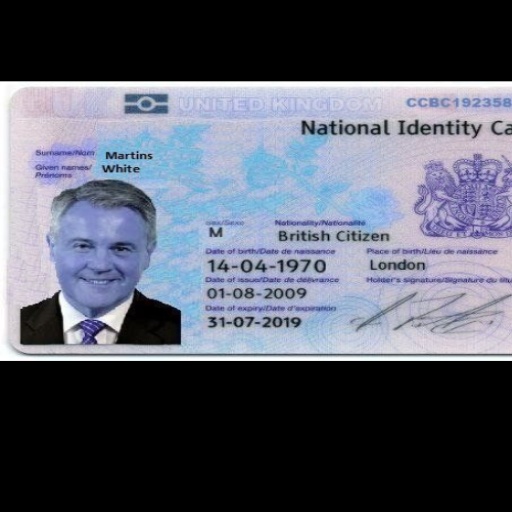 UNITED KINGDOM CCBC192358
National Identity Ca
Surname/Nom Martins
Given names/ White
Prénoms
Sex/Sexe Nationality/Nationalité
M British Citizen
Date of birth/Date de naissance Place of birth/Lieu de naissance
14-04-1970 London
Date of issue/Date de délivrance Holder's signature/Signature du titu
01-08-2009
Date of expiry/Date d'expiration
31-07-2019